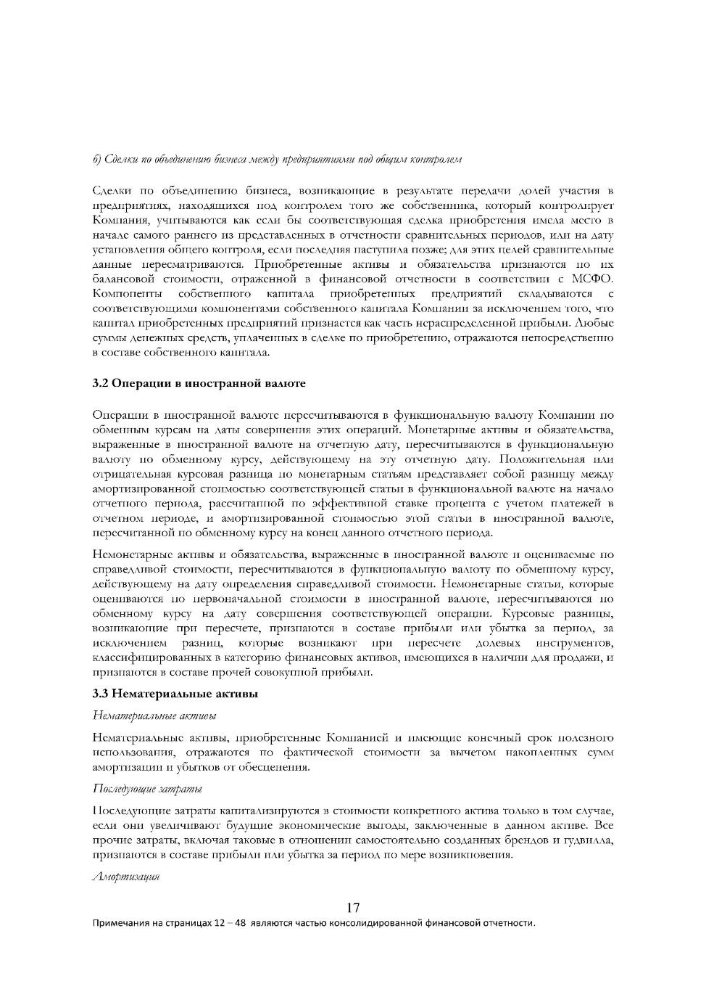 б) Сделки по объединению бизнеса между предприятиями под общим контролем
Сделки по объединению бизнеса, возникающие в результате передачи долей участия в
предприятиях, находящихся под контролем того же собственника, который контролирует
Компания, учитываются как если бы соответствующая сделка приобретения имела место в
начале самого раннего из представленных в отчетности сравнительных периодов, или на дату
установления общего контроля, если последняя наступила позже; для этих целей сравнительные
данные пересматриваются. Приобретенные активы и обязательства признаются по их
балансовой стоимости, отраженной в финансовой отчетности в соответствии с МСФО.
Компоненты собственного капитала приобретенных предприятий складываются с
соответствующими компонентами собственного капитала Компании за исключением того, что
капитал приобретенных предприятий признается как часть нераспределенной прибыли. Любые
суммы денежных средств, уплаченных в сделке по приобретению, отражаются непосредственно
в составе собственного капитала.
3.2 Операции в иностранной валюте
Операции в иностранной валюте пересчитываются в функциональную валюту Компании по
обменным курсам на даты совершения этих операций. Монетарные активы и обязательства,
выраженные в иностранной валюте на отчетную дату, пересчитываются в функциональную
валюту по обменному курсу, действующему на эту отчетную дату. Положительная или
отрицательная курсовая разница по монетарным статьям представляет собой разницу между
амортизированной стоимостью соответствующей статьи в функциональной валюте на начало
отчетного периода, рассчитанной по эффективной ставке процента с учетом платежей в
отчетном периоде, и амортизированной стоимостью этой статьи в иностранной валюте,
пересчитанной по обменному курсу на конец данного отчетного периода.
Немонетарные активы и обязательства, выраженные в иностранной валюте и оцениваемые по
справедливой стоимости, пересчитываются в функциональную валюту по обменному курсу,
действующему на дату определения справедливой стоимости. Немонетарные статьи, которые
оцениваются по первоначальной стоимости в иностранной валюте, пересчитываются по
обменному курсу на дату совершения соответствующей операции. Курсовые разницы,
возникающие при пересчете, признаются в составе прибыли или убытка за период, за
исключением разниц, которые возникают при пересчете долевых инструментов,
классифицированных в категорию финансовых активов, имеющихся в наличии для продажи, и
признаются в составе прочей совокупной прибыли.
3.3 Нематериальные активы
Нематериальные активы
Нематериальные активы, приобретенные Компанией и имеющие конечный срок полезного
использования, отражаются по фактической стоимости за вычетом накопленных сумм
амортизации и убытков от обесценения.
Последующие затраты
Последующие затраты капитализируются в стоимости конкретного актива только в том случае,
если они увеличивают будущие экономические выгоды, заключенные в данном активе. Все
прочие затраты, включая таковые в отношении самостоятельно созданных брендов и гудвилла,
признаются в составе прибыли или убытка за период по мере возникновения.
Амортизация
17
Примечания на страницах 12 – 48 являются частью консолидированной финансовой отчетности.